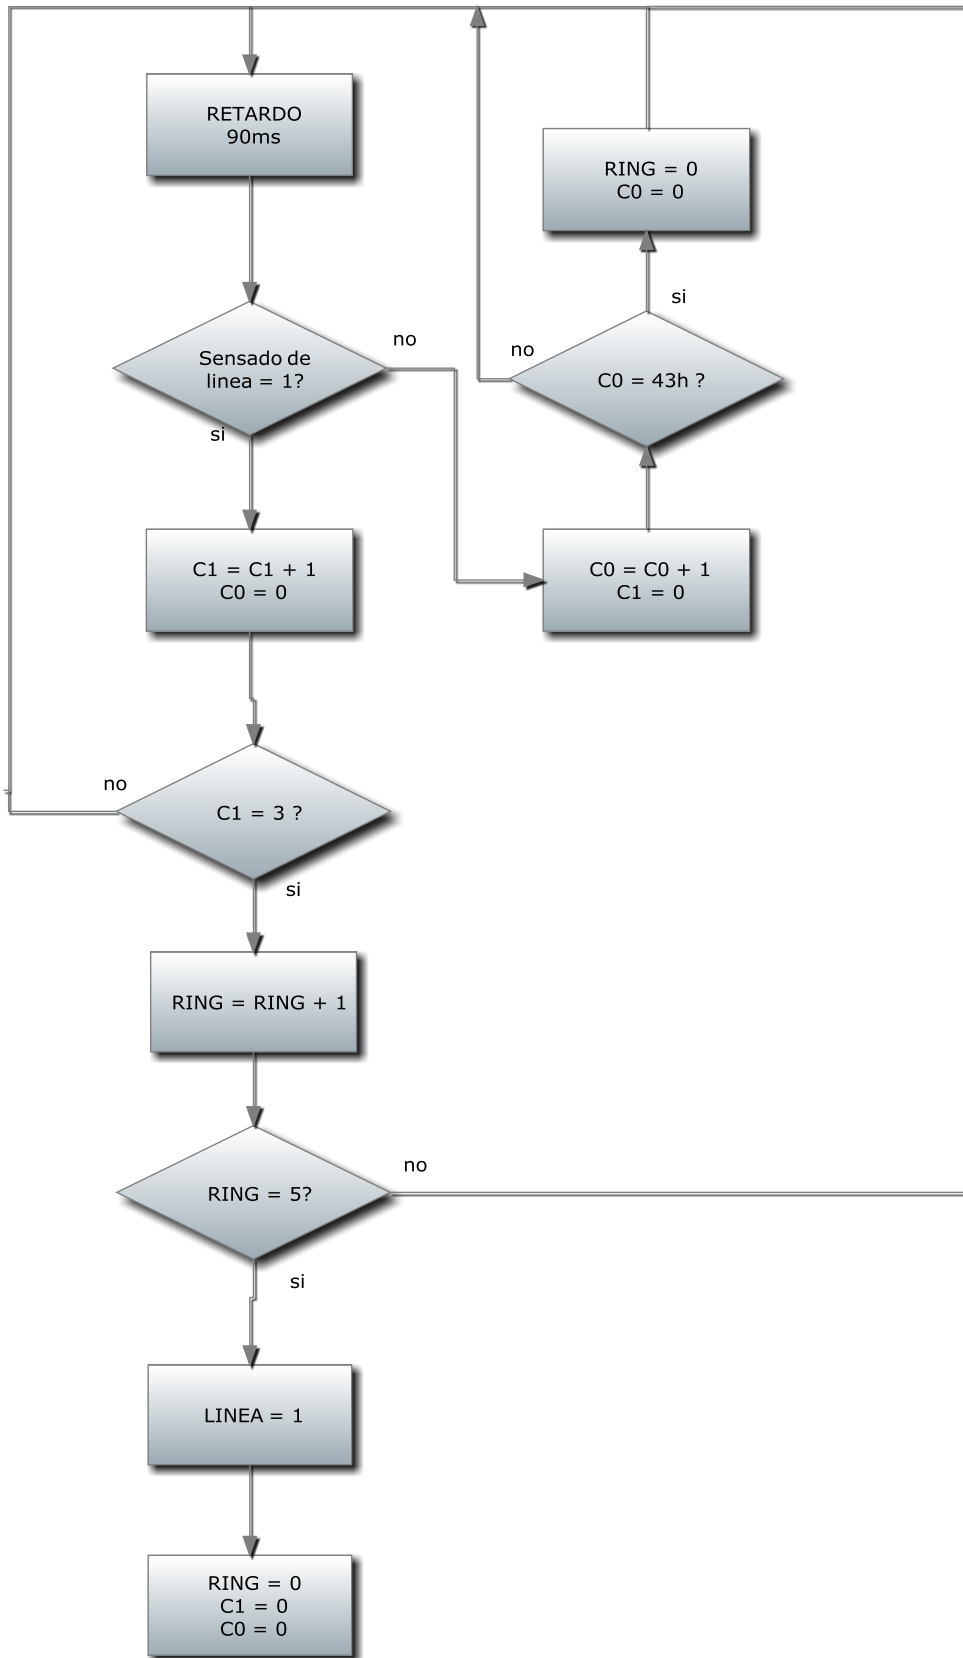 RETARDO
90ms
RING = 0
C0 = 0
si
no
Sensado de
linea = 1?
no
C0 = 43h ?
si
C1 = C1 + 1
C0 = 0
C0 = C0 + 1
C1 = 0
no
C1 = 3 ?
si
RING = RING + 1
no
RING = 5?
si
LINEA = 1
RING = 0
C1 = 0
C0 = 0